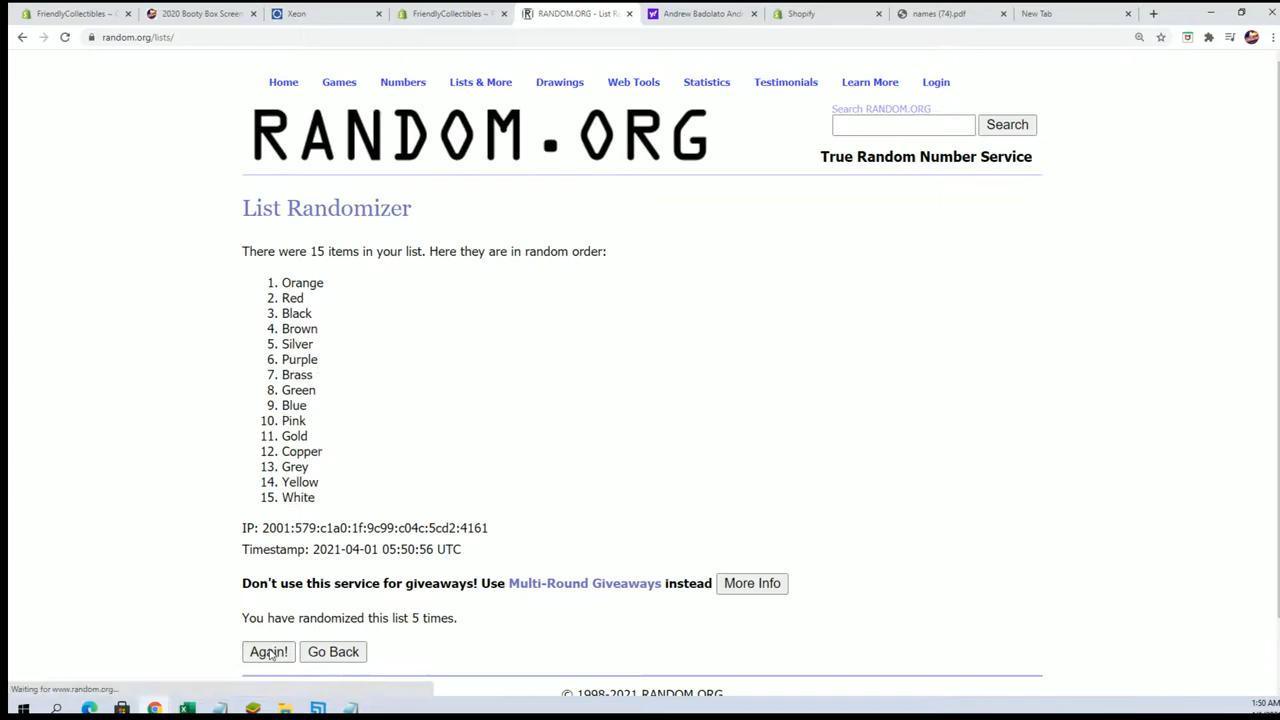 FriendlyCollectibles – C
2020 Booty Box Screen
Xeon
FriendlyCollectibles – F
RANDOM.ORG - List R
Andrew Badolato And
Shopify
names (74).pdf
New Tab
random.org/lists/
Home Games Numbers Lists & More Drawings Web Tools Statistics Testimonials Learn More Login
RANDOM.ORG
Search RANDOM.ORG
Search
True Random Number Service
List Randomizer
There were 15 items in your list. Here they are in random order:
1. Orange
2. Red
3. Black
4. Brown
5. Silver
6. Purple
7. Brass
8. Green
9. Blue
10. Pink
11. Gold
12. Copper
13. Grey
14. Yellow
15. White
IP: 2001:579:c1a0:1f:9c99:c04c:5cd2:4161
Timestamp: 2021-04-01 05:50:56 UTC
Don't use this service for giveaways! Use Multi-Round Giveaways instead More Info
You have randomized this list 5 times.
Again! Go Back
Waiting for www.random.org...
© 1998-2021 RANDOM.ORG
1:50 AM